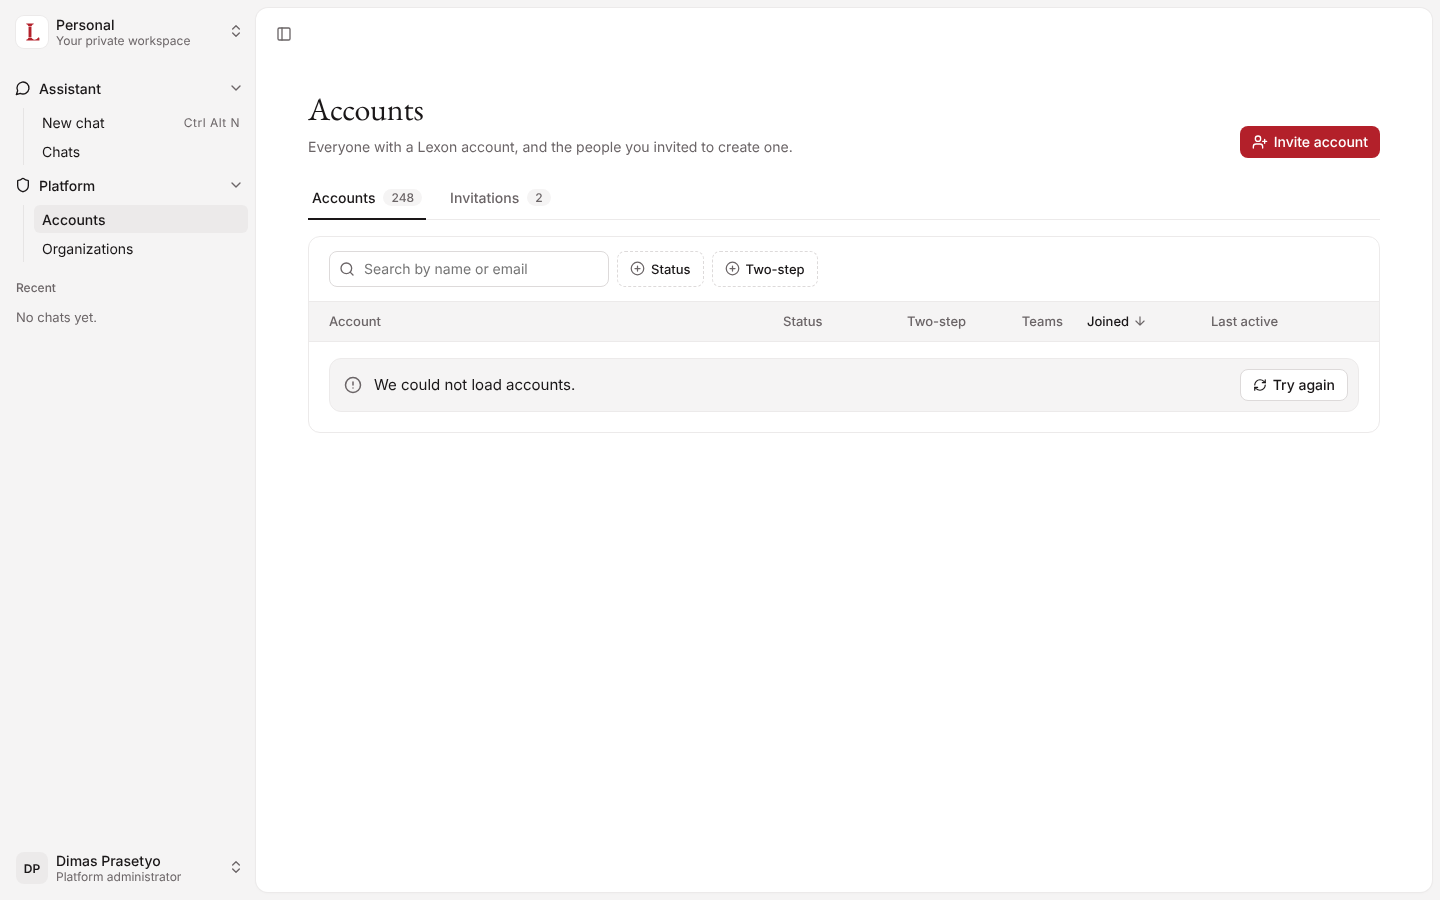 L
Personal
Your private workspace
Assistant
New chat Ctrl Alt N
Chats
Platform
Accounts
Organizations
Recent
No chats yet.
DP
Dimas Prasetyo
Platform administrator
Accounts
Everyone with a Lexon account, and the people you invited to create one.
Invite account
Accounts 248 Invitations 2
Search by name or email Status Two-step
Account Status Two-step Teams Joined Last active
We could not load accounts. Try again